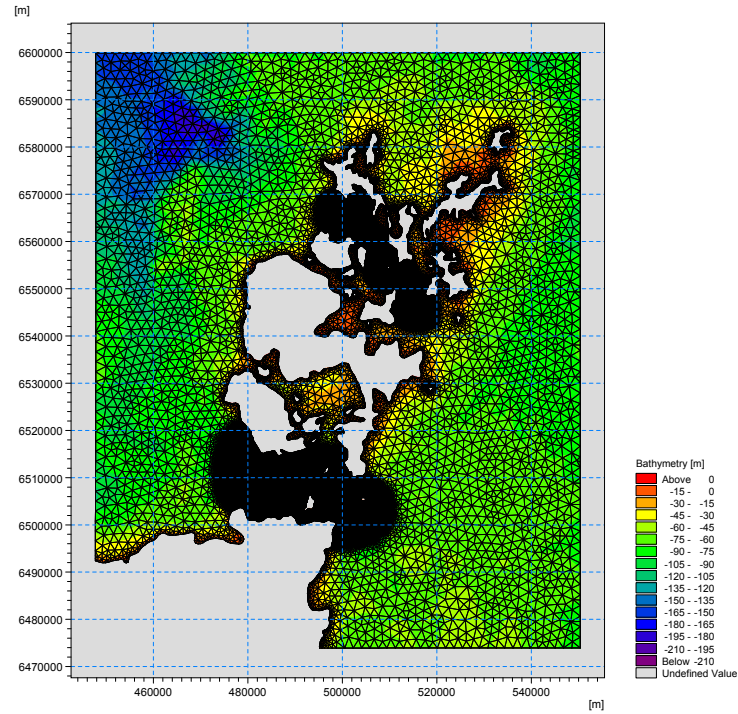 [m]
6600000
6590000
6580000
6570000
6560000
6550000
6540000
6530000
6520000
6510000
6500000
6490000
6480000
6470000
460000 480000 500000 520000 540000
[m]
Bathymetry [m]
Above 0
-15 - 0
-30 - -15
-45 - -30
-60 - -45
-75 - -60
-90 - -75
-105 - -90
-120 - -105
-135 - -120
-150 - -135
-165 - -150
-180 - -165
-195 - -180
-210 - -195
Below -210
Undefined Value